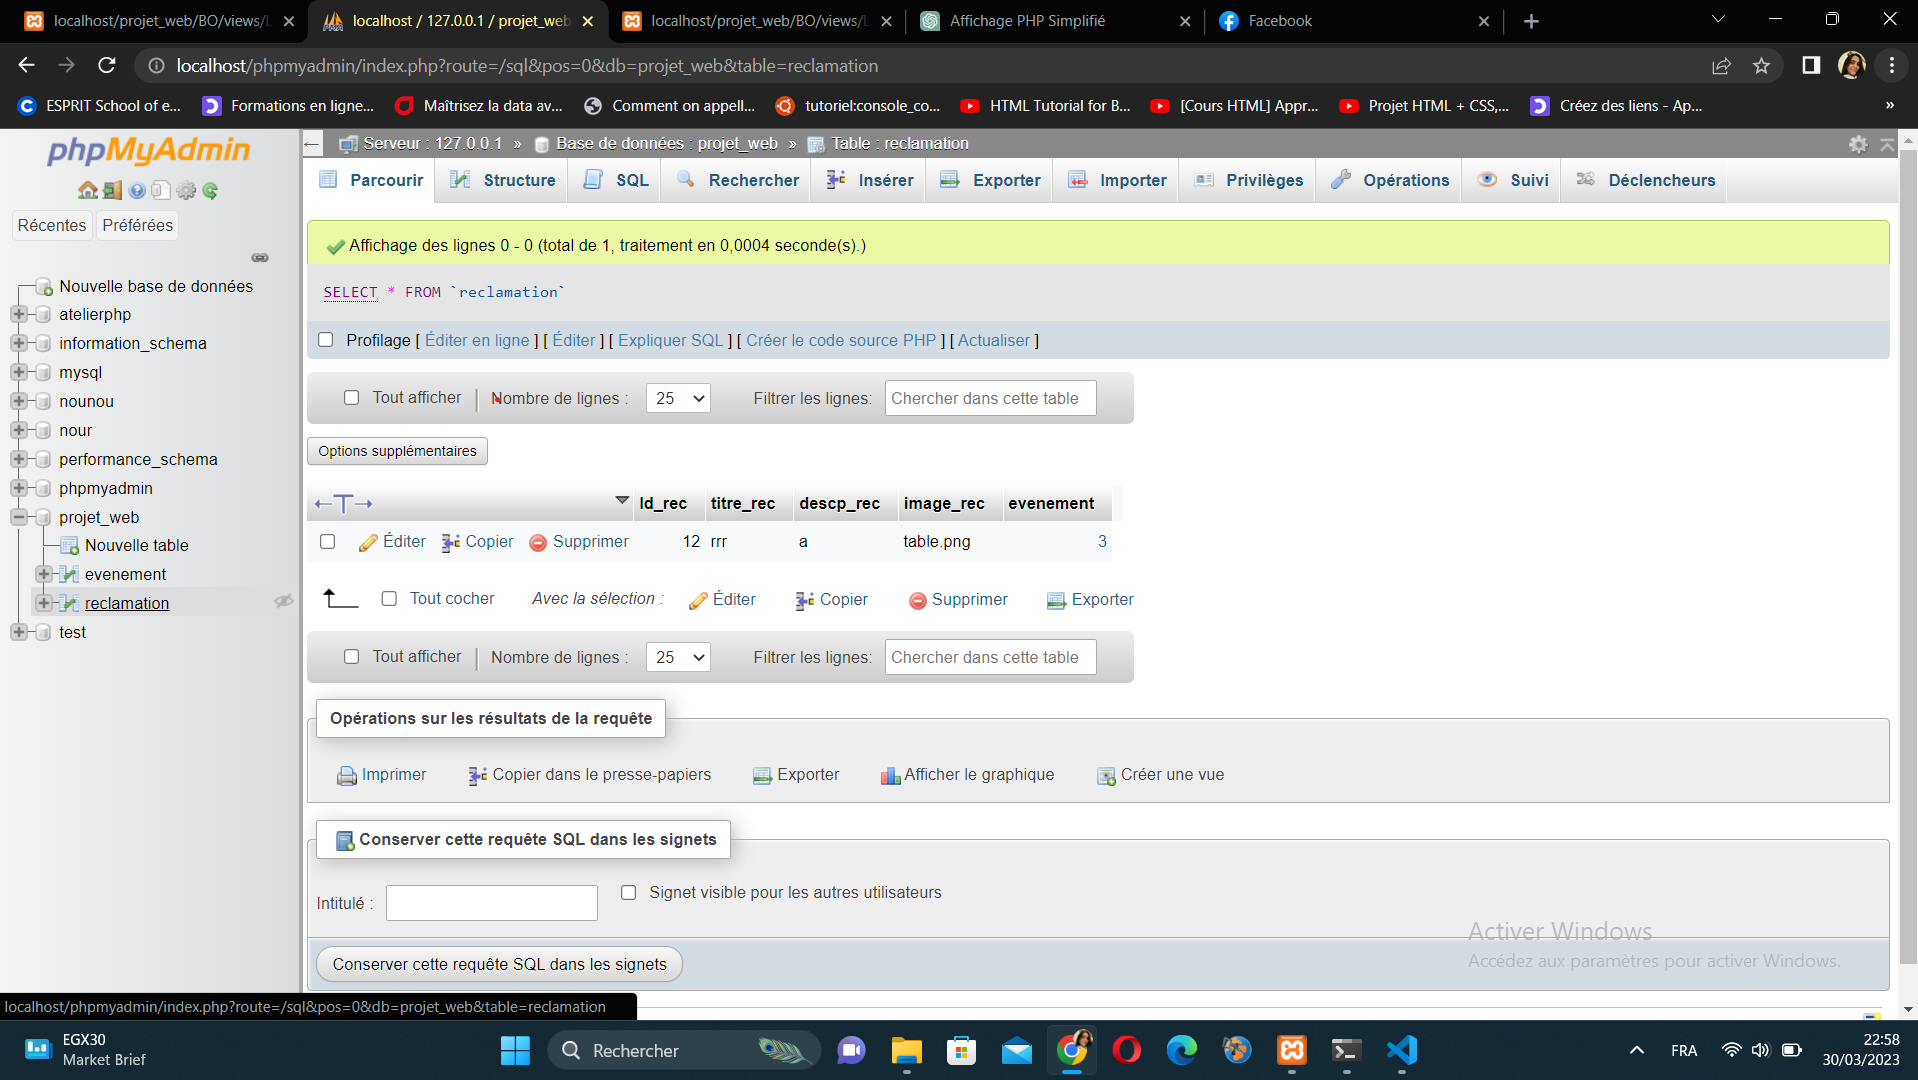 localhost/projet_web/BO/views/L
localhost / 127.0.0.1 / projet_web
localhost/projet_web/BO/views/L
Affichage PHP Simplifié
Facebook
localhost/phpmyadmin/index.php?route=/sql&pos=0&db=projet_web&table=reclamation
ESPRIT School of e...
Formations en ligne...
Maîtrisez la data av...
Comment on appell...
tutoriel:console_co...
HTML Tutorial for B...
[Cours HTML] Appr...
Projet HTML + CSS,...
Créez des liens - Ap...
»
phpMyAdmin
Récentes
Préférées
Nouvelle base de données
atelierphp
information_schema
mysql
nounou
nour
performance_schema
phpmyadmin
projet_web
Nouvelle table
evenement
reclamation
test
Serveur : 127.0.0.1 » Base de données : projet_web » Table : reclamation
Parcourir
Structure
SQL
Rechercher
Insérer
Exporter
Importer
Privilèges
Opérations
Suivi
Déclencheurs
Affichage des lignes 0 - 0 (total de 1, traitement en 0,0004 seconde(s).)
SELECT * FROM `reclamation`
Profilage [ Éditer en ligne ] [ Éditer ] [ Expliquer SQL ] [ Créer le code source PHP ] [ Actualiser ]
Tout afficher | Nombre de lignes : 25 Filtrer les lignes: Chercher dans cette table
Options supplémentaires
←T→ Id_rec titre_rec descp_rec image_rec evenement
Éditer Copier Supprimer 12 rrr a table.png 3
Tout cocher Avec la sélection : Éditer Copier Supprimer Exporter
Tout afficher | Nombre de lignes : 25 Filtrer les lignes: Chercher dans cette table
Opérations sur les résultats de la requête
Imprimer Copier dans le presse-papiers Exporter Afficher le graphique Créer une vue
Conserver cette requête SQL dans les signets
Intitulé : Signet visible pour les autres utilisateurs
Conserver cette requête SQL dans les signets
Activer Windows
Accédez aux paramètres pour activer Windows.
localhost/phpmyadmin/index.php?route=/sql&pos=0&db=projet_web&table=reclamation
EGX30
Market Brief
Rechercher
FRA
22:58
30/03/2023